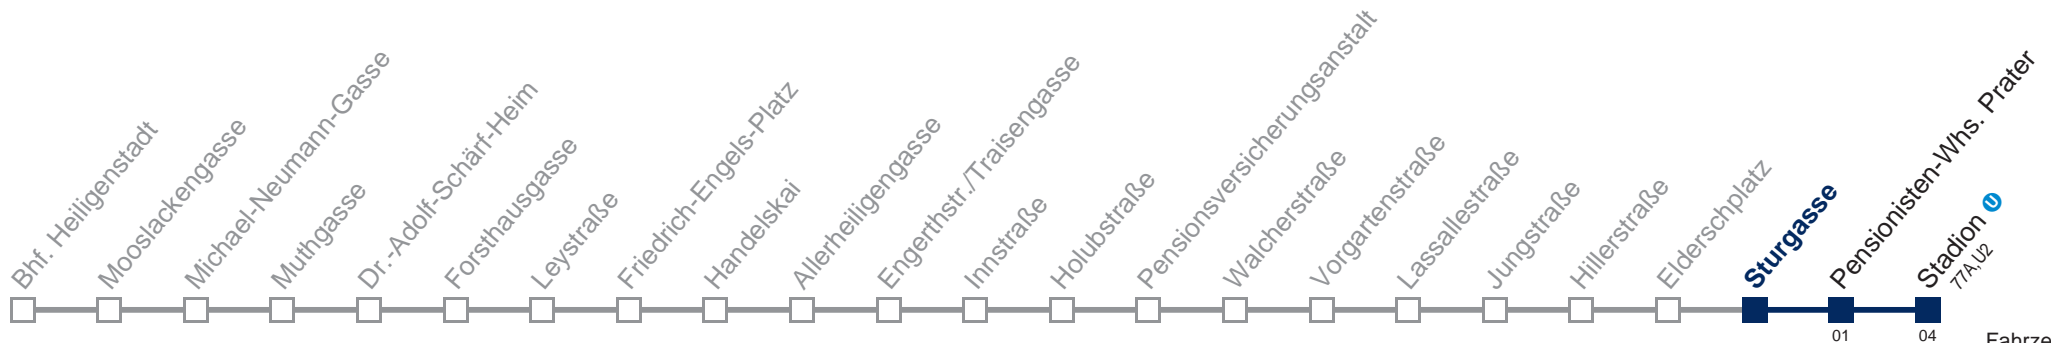 Bhf. Heiligenstadt
Mooslackengasse
Michael-Neumann-Gasse
Muthgasse
Dr.-Adolf-Schärf-Heim
Forsthausgasse
Leystraße
Friedrich-Engels-Platz
Handelskai
Allerheiligengasse
Engerthstr./Traisengasse
Innstraße
Holubstraße
Pensionsversicherungsanstalt
Walcherstraße
Vorgartenstraße
Lassallestraße
Jungstraße
Hillerstraße
Elderschplatz
Sturgasse
Pensionisten-Whs. Prater
Stadion U
77A,U2
01
04
Fahrze